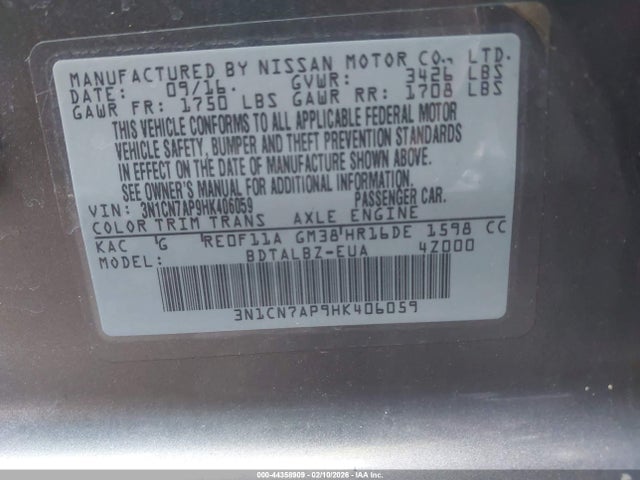 MANUFACTURED BY NISSAN MOTOR CO., LTD.
DATE: 09/16. GVWR: 3426 LBS
GAWR FR: 1750 LBS GAWR RR: 1708 LBS
THIS VEHICLE CONFORMS TO ALL APPLICABLE FEDERAL MOTOR
VEHICLE SAFETY, BUMPER AND THEFT PREVENTION STANDARDS
IN EFFECT ON THE DATE OF MANUFACTURE SHOWN ABOVE.
SEE OWNER'S MANUAL FOR ADDITIONAL INFORMATION.
VIN: 3N1CN7AP9HK406059 PASSENGER CAR.
COLOR TRIM TRANS AXLE ENGINE
KAC G RE0F11A GM38 HR16DE 1598 CC
MODEL: BDTALBZ-EUA 4Z000
3N1CN7AP9HK406059
000-44358909 - 02/10/2026 - IAA Inc.